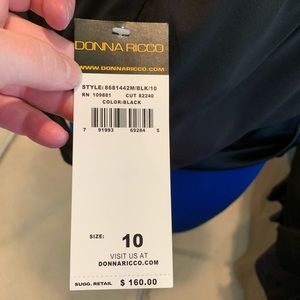 DONNA RICCO
WWW.DONNARICCO.COM
STYLE: 8681442M/BLK/10
RN 109881 CUT 82240
COLOR: BLACK
7 91993 69284 5
SIZE: 10
VISIT US AT
DONNARICCO.COM
SUGG. RETAIL $ 160.00